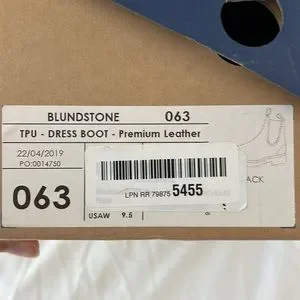 BLUNDSTONE 063
TPU - DRESS BOOT - Premium Leather
22/04/2019
PO:0014750
063
LPN RR 79875 5455
ACK
USAW 9.5